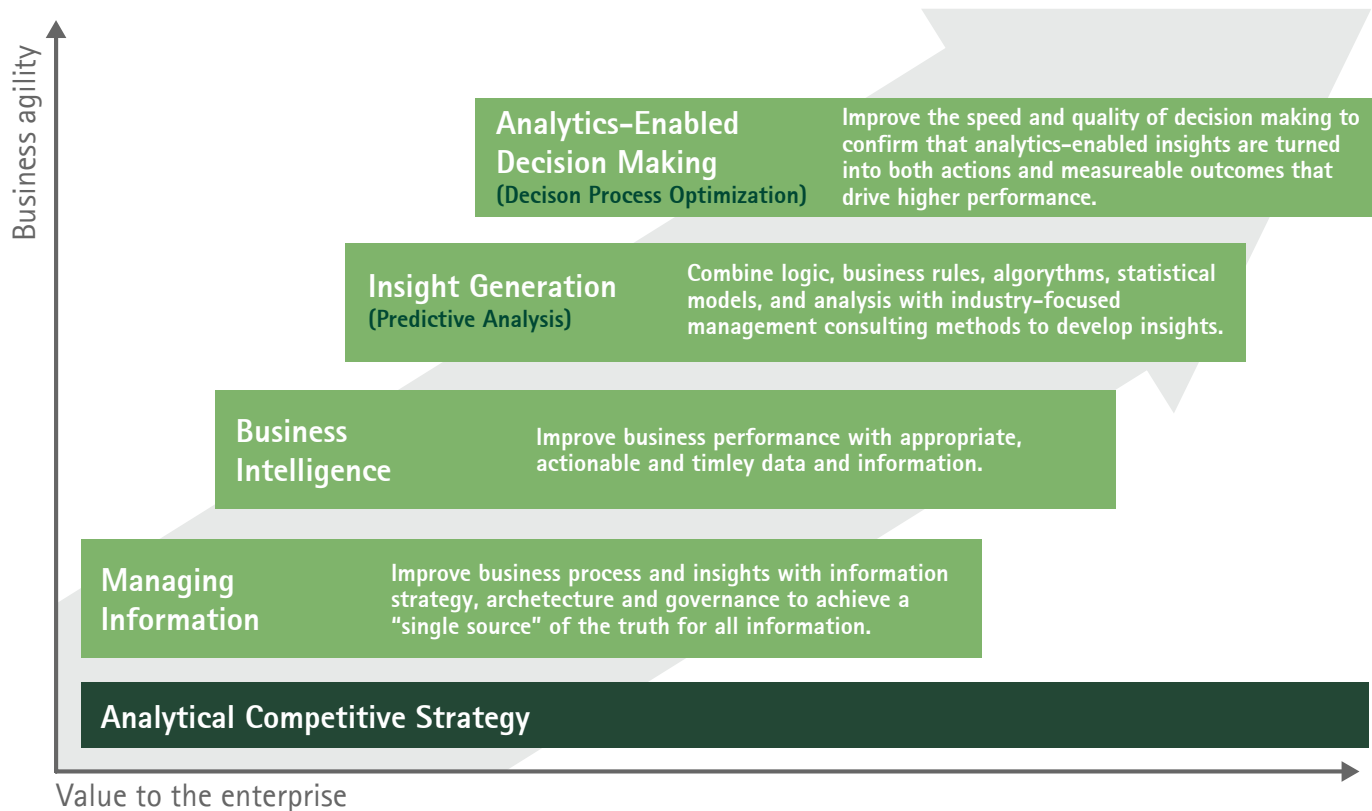 Business agility
Analytics-Enabled
Decision Making
(Decison Process Optimization)
Improve the speed and quality of decision making to
confirm that analytics-enabled insights are turned
into both actions and measureable outcomes that
drive higher performance.
Insight Generation
(Predictive Analysis)
Combine logic, business rules, algorythms, statistical
models, and analysis with industry-focused
management consulting methods to develop insights.
Business
Intelligence
Improve business performance with appropriate,
actionable and timley data and information.
Managing
Information
Improve business process and insights with information
strategy, archetecture and governance to achieve a
“single source” of the truth for all information.
Analytical Competitive Strategy
Value to the enterprise